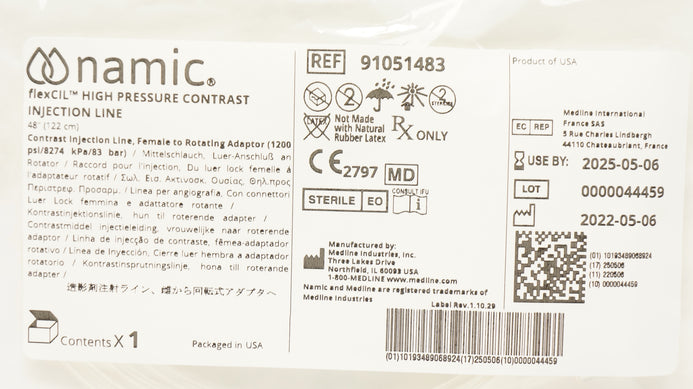 namic®
flexCIL™ HIGH PRESSURE CONTRAST
INJECTION LINE
48" (122 cm)
Contrast Injection Line, Female to Rotating Adaptor (1200
psi/8274 kPa/83 bar) / Mittelschlauch, Luer-Anschluß an
Rotator / Raccord pour l'injection, Du luer lock femelle à
l'adaptateur rotatif / Σωλ. Εισ. Ακτινοσκ. Ουσίας, Θηλ.προς
Περιστρεφ. Προσαρμ. / Linea per angiografia, Con connettori
Luer Lock femmina e adattatore rotante /
Kontrastinjektionslinje, hun til roterende adapter /
Contrastmiddel injectieleiding, vrouwelijke naar roterende
adaptor / Linha de injecção de contraste, fêmea-adaptador
rotativo / Línea de Inyección, Cierre luer hembra a adaptador
rotatorio / Kontrastinsprutningslinje, hona till roterande
adapter /
造影剤注射ライン、雌から回転式アダプタへ
Contents X 1
Packaged in USA
REF 91051483
2
2
STERILIZE
LATEX
Not Made
with Natural
Rubber Latex
Rx ONLY
CE 2797 MD
STERILE EO
CONSULT IFU
i
Manufactured by:
Medline Industries, Inc.
Three Lakes Drive
Northfield, IL 60093 USA
1-800-MEDLINE www.medline.com
Namic and Medline are registered trademarks of
Medline Industries
Label Rev.1.10.29
(01)10193489068924(17)250506(10)0000044459
Product of USA
EC REP
Medline International
France SAS
5 Rue Charles Lindbergh
44110 Chateaubriant, France
USE BY: 2025-05-06
LOT 0000044459
2022-05-06
(01) 10193489068924
(17) 250506
(11) 220506
(10) 0000044459